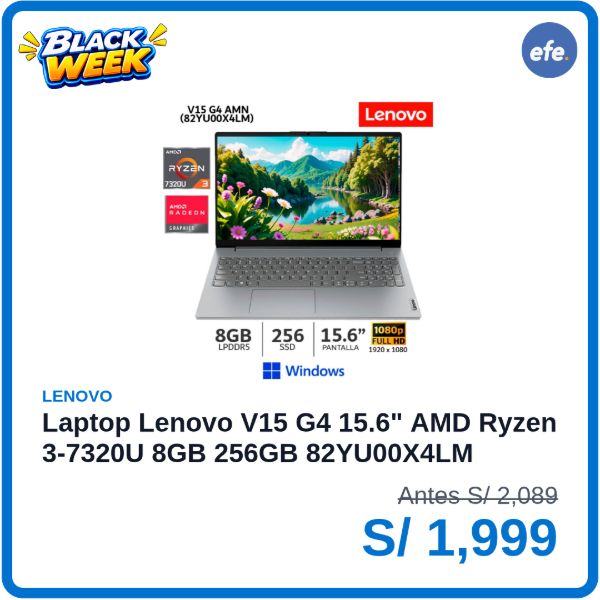 BLACK
WEEK
efe.
V15 G4 AMN
(82YU00X4LM)
Lenovo
AMD
RYZEN
7320U 3
AMD
RADEON
GRAPHICS
Lenovo
8GB
LPDDR5
256
SSD
15.6”
PANTALLA
1080p
FULL HD
1920 x 1080
Windows
LENOVO
Laptop Lenovo V15 G4 15.6" AMD Ryzen
3-7320U 8GB 256GB 82YU00X4LM
Antes S/ 2,089
S/ 1,999